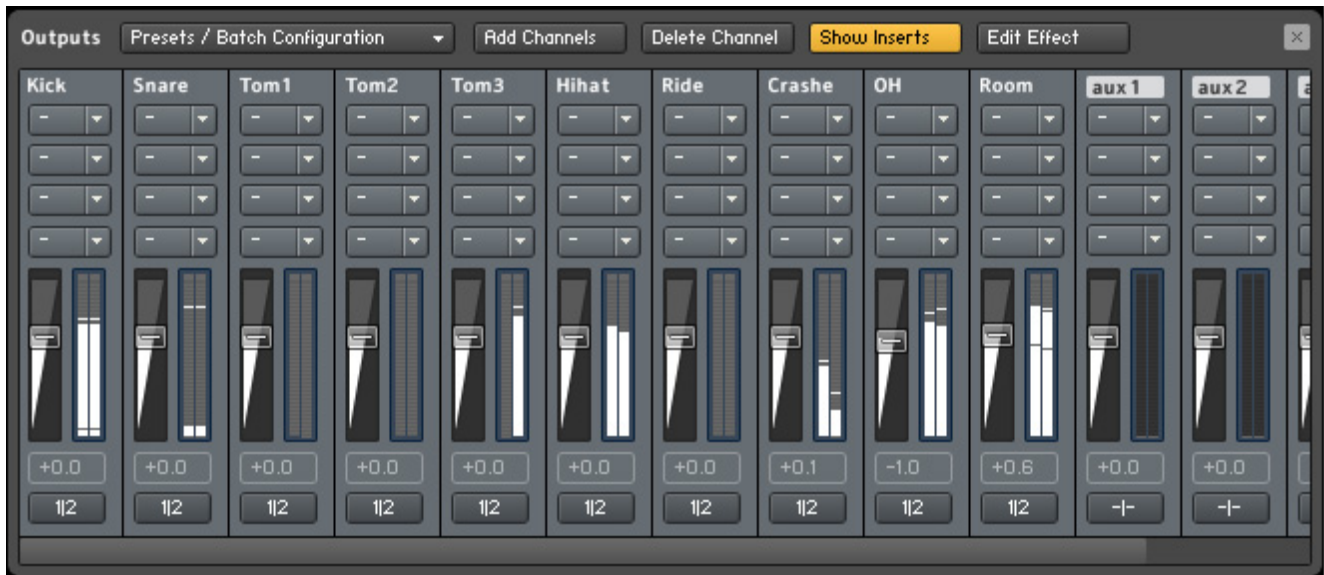 Outputs Presets / Batch Configuration Add Channels Delete Channel Show Inserts Edit Effect
Kick Snare Tom1 Tom2 Tom3 Hihat Ride Crashe OH Room aux1 aux2
- - - - - - - - - - - -
- - - - - - - - - - - -
- - - - - - - - - - - -
- - - - - - - - - - - -
+0.0 +0.0 +0.0 +0.0 +0.0 +0.0 +0.0 +0.1 -1.0 +0.6 +0.0 +0.0
1|2 1|2 1|2 1|2 1|2 1|2 1|2 1|2 1|2 1|2 -|- -|-